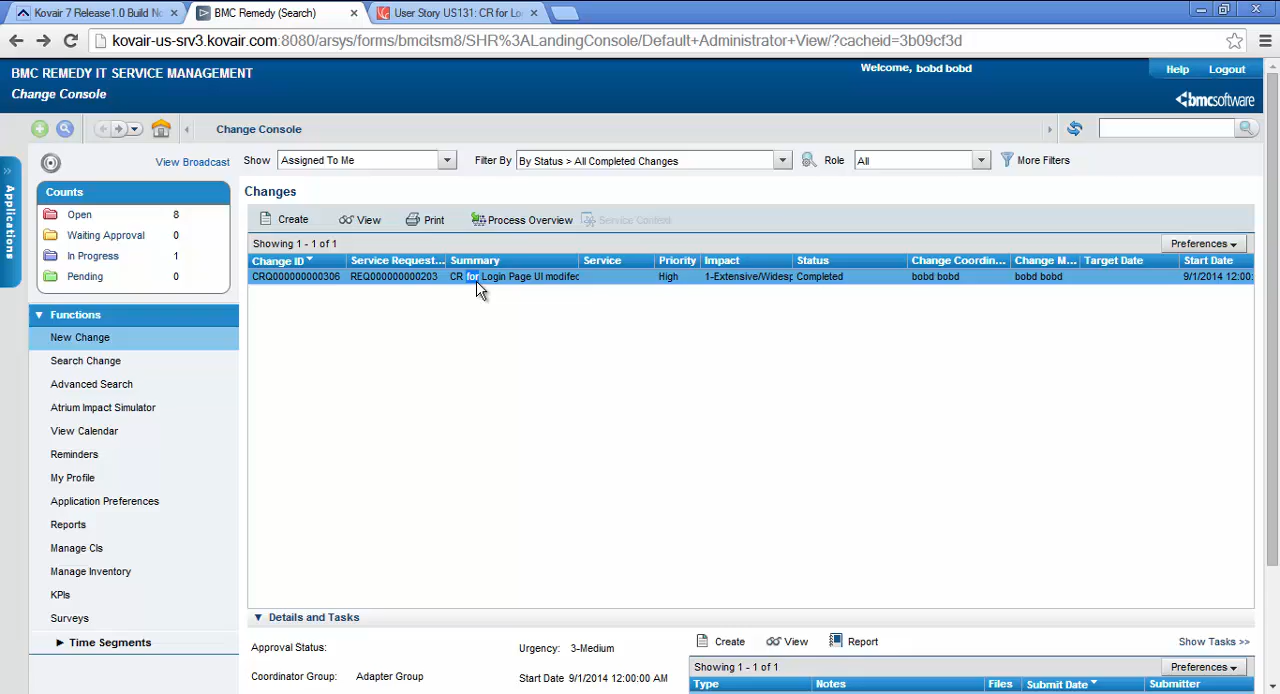 Kovair 7 Release1.0 Build No
BMC Remedy (Search)
User Story US131: CR for Lo
kovair-us-srv3.kovair.com:8080/arsys/forms/bmcitsm8/SHR%3ALandingConsole/Default+Administrator+View/?cacheid=3b09cf3d
BMC REMEDY IT SERVICE MANAGEMENT
Welcome, bobd bobd
Help
Logout
Change Console
bmcsoftware
Change Console
View Broadcast
Show
Assigned To Me
Filter By
By Status > All Completed Changes
Role
All
More Filters
Applications
Counts
Open 8
Waiting Approval 0
In Progress 1
Pending 0
Functions
New Change
Search Change
Advanced Search
Atrium Impact Simulator
View Calendar
Reminders
My Profile
Application Preferences
Reports
Manage CIs
Manage Inventory
KPIs
Surveys
Time Segments
Changes
Create
View
Print
Process Overview
Service Context
Showing 1 - 1 of 1
Preferences
Change ID Service Request... Summary Service Priority Impact Status Change Coordin... Change M... Target Date Start Date
CRQ000000000306 REQ000000000203 CR for Login Page UI modifec High 1-Extensive/Widesp Completed bobd bobd bobd bobd 9/1/2014 12:00:
Details and Tasks
Approval Status:
Urgency: 3-Medium
Coordinator Group: Adapter Group
Start Date 9/1/2014 12:00:00 AM
Create
View
Report
Show Tasks >>
Showing 1 - 1 of 1
Preferences
Type Notes Files Submit Date Submitter